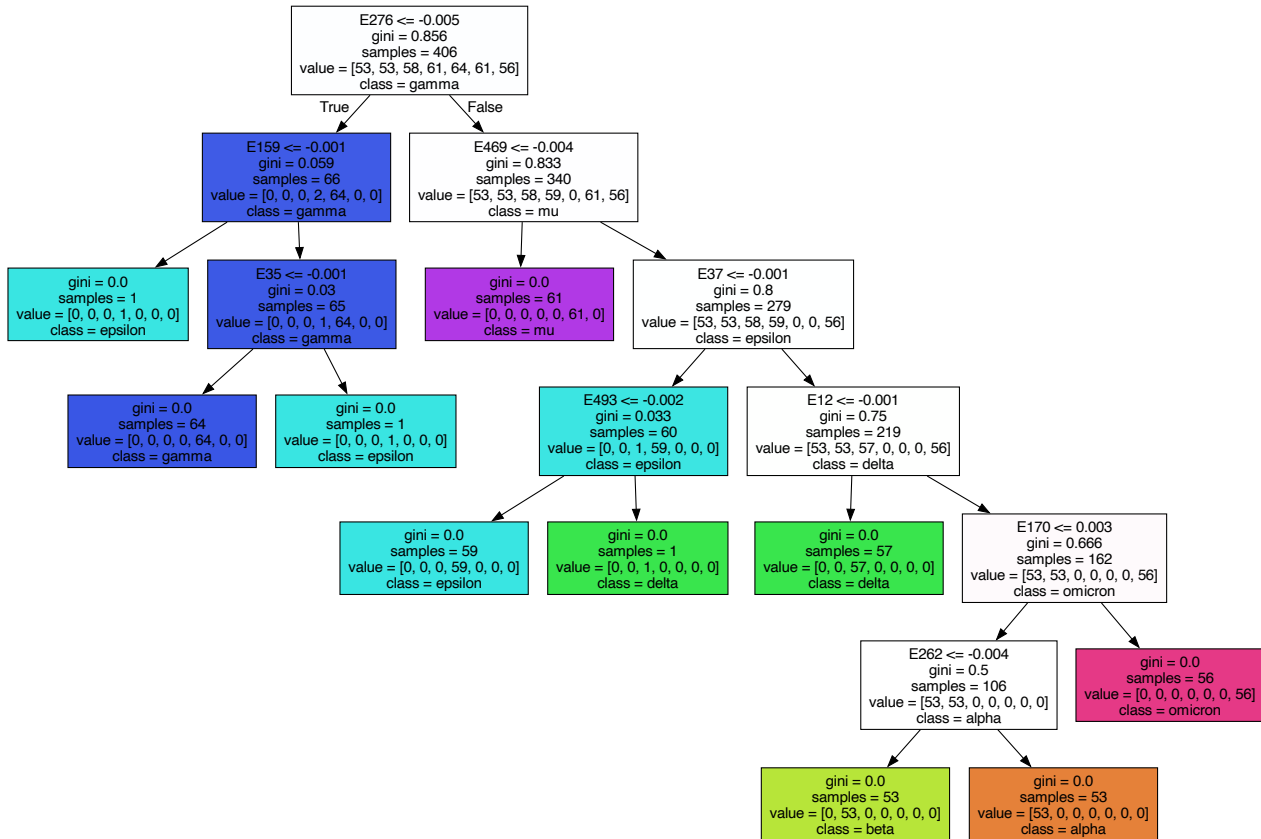 E276 <= -0.005
gini = 0.856
samples = 406
value = [53, 53, 58, 61, 64, 61, 56]
class = gamma
True
False
E159 <= -0.001
gini = 0.059
samples = 66
value = [0, 0, 0, 2, 64, 0, 0]
class = gamma
E469 <= -0.004
gini = 0.833
samples = 340
value = [53, 53, 58, 59, 0, 61, 56]
class = mu
gini = 0.0
samples = 1
value = [0, 0, 0, 1, 0, 0, 0]
class = epsilon
E35 <= -0.001
gini = 0.03
samples = 65
value = [0, 0, 0, 1, 64, 0, 0]
class = gamma
gini = 0.0
samples = 61
value = [0, 0, 0, 0, 0, 61, 0]
class = mu
E37 <= -0.001
gini = 0.8
samples = 279
value = [53, 53, 58, 59, 0, 0, 56]
class = epsilon
gini = 0.0
samples = 64
value = [0, 0, 0, 0, 64, 0, 0]
class = gamma
gini = 0.0
samples = 1
value = [0, 0, 0, 1, 0, 0, 0]
class = epsilon
E493 <= -0.002
gini = 0.033
samples = 60
value = [0, 0, 1, 59, 0, 0, 0]
class = epsilon
E12 <= -0.001
gini = 0.75
samples = 219
value = [53, 53, 57, 0, 0, 0, 56]
class = delta
gini = 0.0
samples = 59
value = [0, 0, 0, 59, 0, 0, 0]
class = epsilon
gini = 0.0
samples = 1
value = [0, 0, 1, 0, 0, 0, 0]
class = delta
gini = 0.0
samples = 57
value = [0, 0, 57, 0, 0, 0, 0]
class = delta
E170 <= 0.003
gini = 0.666
samples = 162
value = [53, 53, 0, 0, 0, 0, 56]
class = omicron
E262 <= -0.004
gini = 0.5
samples = 106
value = [53, 53, 0, 0, 0, 0, 0]
class = alpha
gini = 0.0
samples = 56
value = [0, 0, 0, 0, 0, 0, 56]
class = omicron
gini = 0.0
samples = 53
value = [0, 53, 0, 0, 0, 0, 0]
class = beta
gini = 0.0
samples = 53
value = [53, 0, 0, 0, 0, 0, 0]
class = alpha